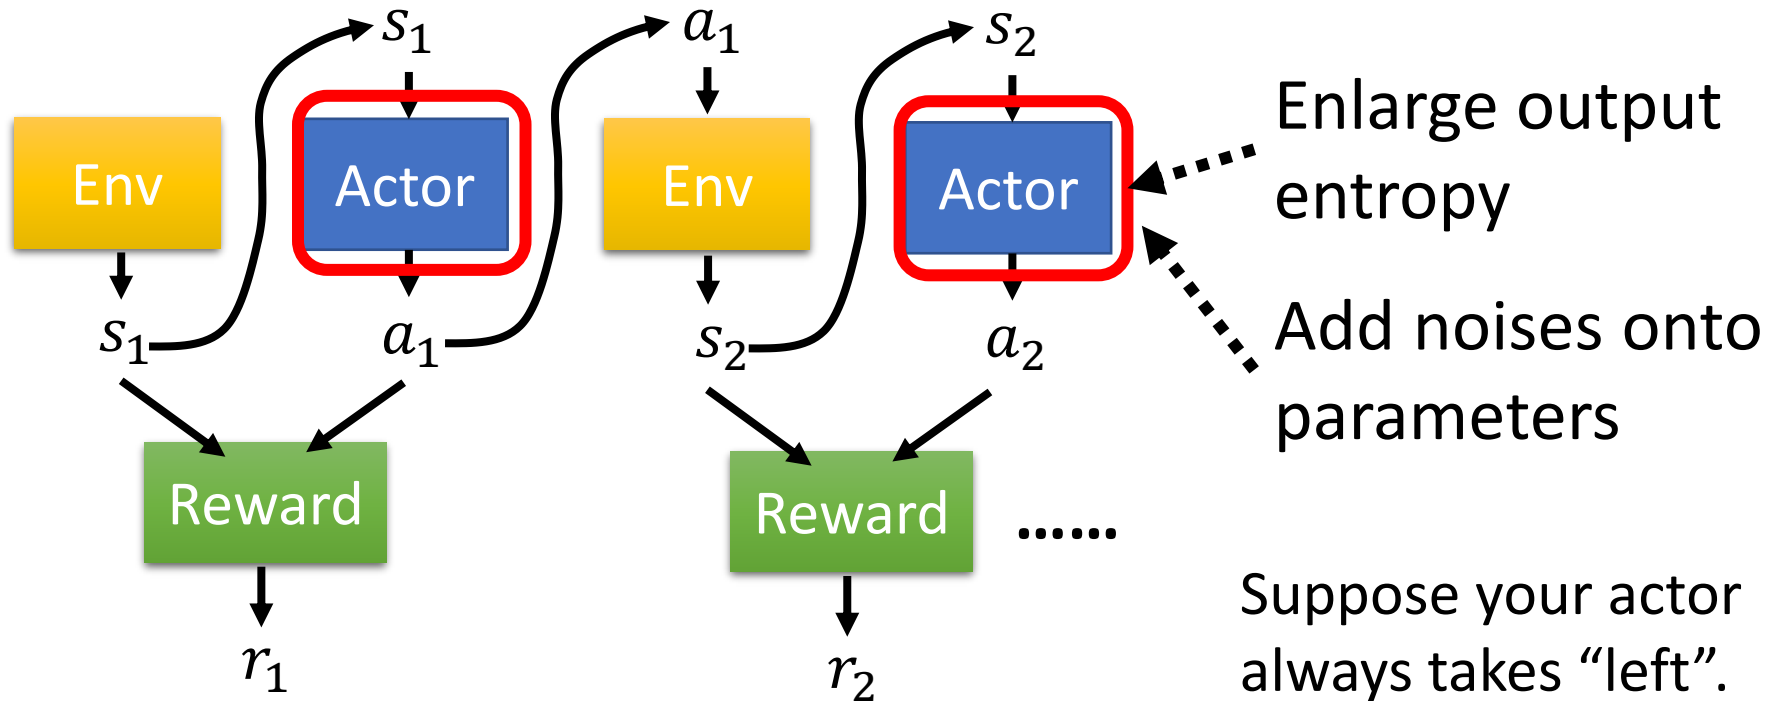 s₁
a₁
s₂
Env
Actor
Env
Actor
Enlarge output
entropy
s₁
a₁
s₂
a₂
Add noises onto
parameters
Reward
Reward
……
r₁
r₂
Suppose your actor
always takes “left”.